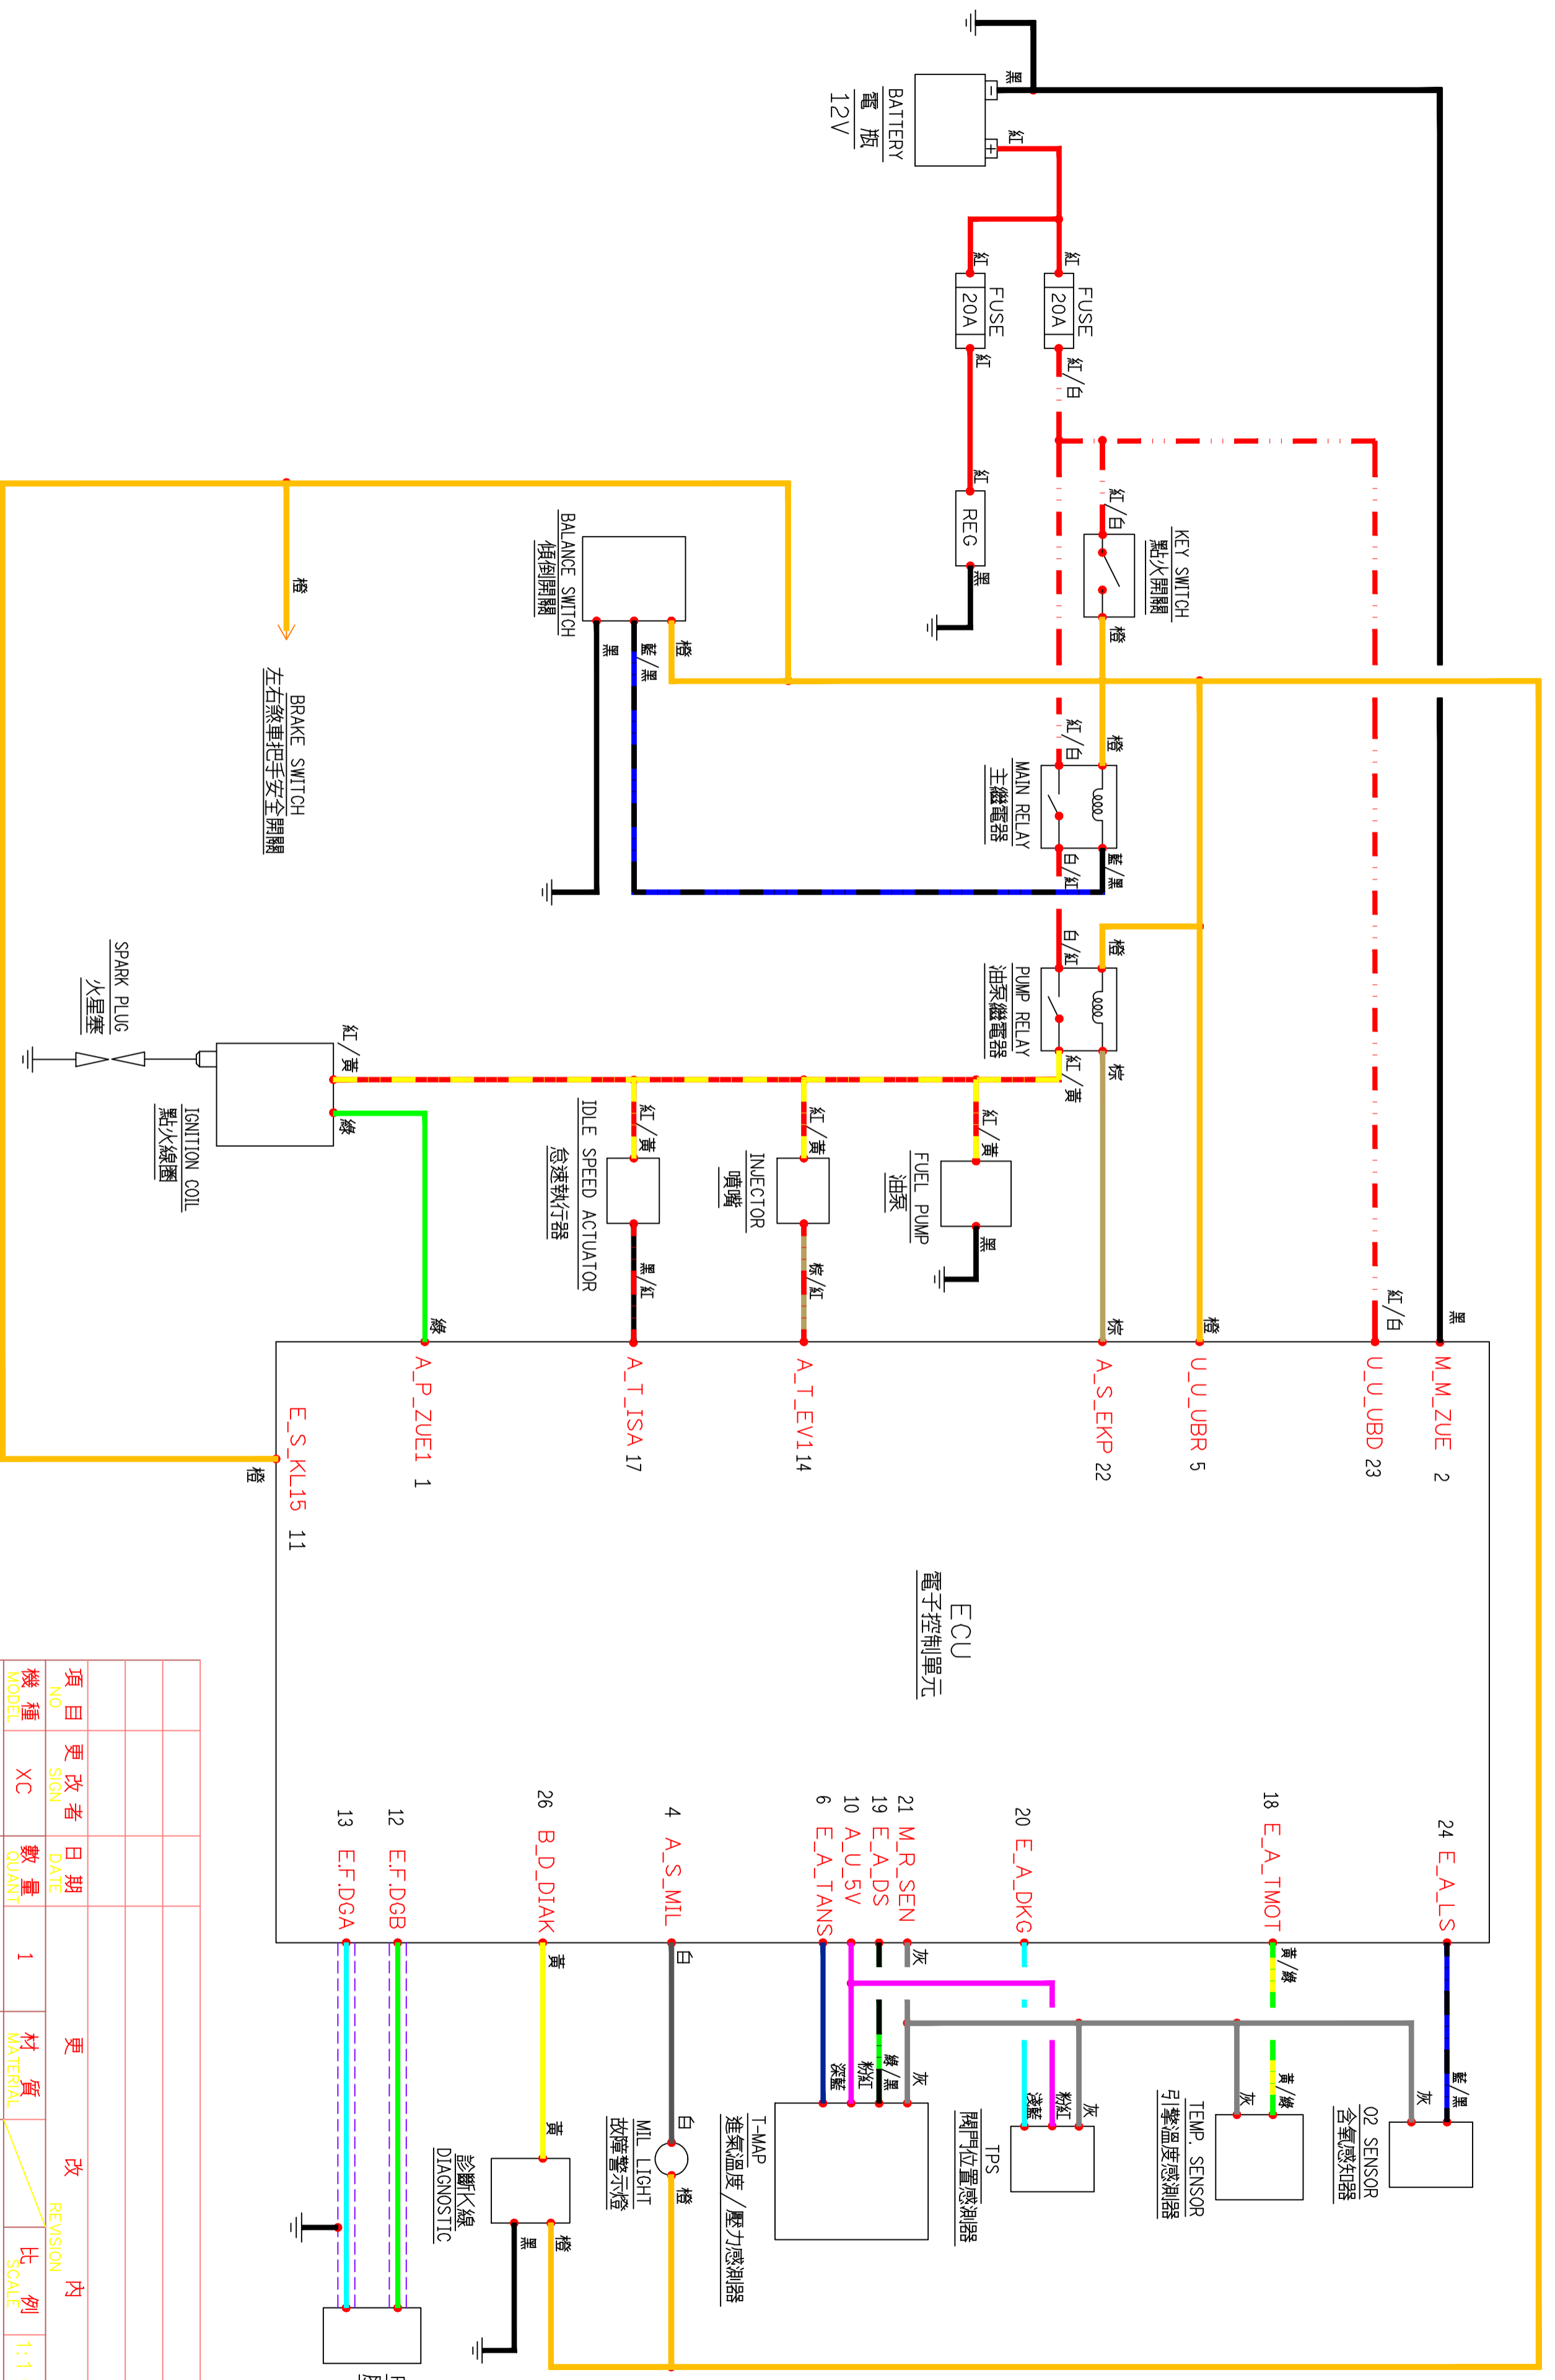 BATTERY
電 瓶
12V
黑
紅
－
＋
FUSE
20A
紅
紅/白
FUSE
20A
紅
紅
紅
REG
黑
紅/白
KEY SWITCH
點火開關
橙
BALANCE SWITCH
傾倒開關
橙
藍/黑
黑
橙
BRAKE SWITCH
左右煞車把手安全開關
橙
紅/白
MAIN RELAY
主繼電器
藍/黑
白/紅
橙
白/紅
PUMP RELAY
油泵繼電器
棕
紅/黃
SPARK PLUG
火星塞
紅/黃
綠
IGNITION COIL
點火線圈
紅/黃
IDLE SPEED ACTUATOR
怠速執行器
黑/紅
紅/黃
INJECTOR
噴嘴
棕/紅
紅/黃
FUEL PUMP
油泵
黑
黑
紅/白
橙
棕
綠
橙
M_M_ZUE 2
U_U_UBD 23
U_U_UBR 5
A_S_EKP 22
A_T_EV1 14
A_T_ISA 17
A_P_ZUE1 1
E_S_KL15 11
ECU
電子控制單元
24 E_A_LS
18 E_A_TMOT
20 E_A_DKG
21 M_R_SEN
19 E_A_DS
10 A_U_5V
6 E_A_TANS
4 A_S_MIL
26 B_D_DIAK
12 E.F.DGB
13 E.F.DGA
藍/黑
灰
O2 SENSOR
含氧感知器
黃/綠
黃/綠
灰
TEMP. SENSOR
引擎溫度感測器
灰
粉紅
淺藍
TPS
閥門位置感測器
灰
灰
綠/黑
粉紅
深藍
T-MAP
進氣溫度/壓力感測器
白
白
橙
MIL LIGHT
故障警示燈
黃
黃
橙
黑
診斷K線
DIAGNOSTIC
項 目
NO
更 改 者
SIGN
日 期
DATE
更 改 內
REVISION
機 種
MODEL
XC
數 量
QUANT
1
材 質
MATERIAL
比 例
SCALE
1:1